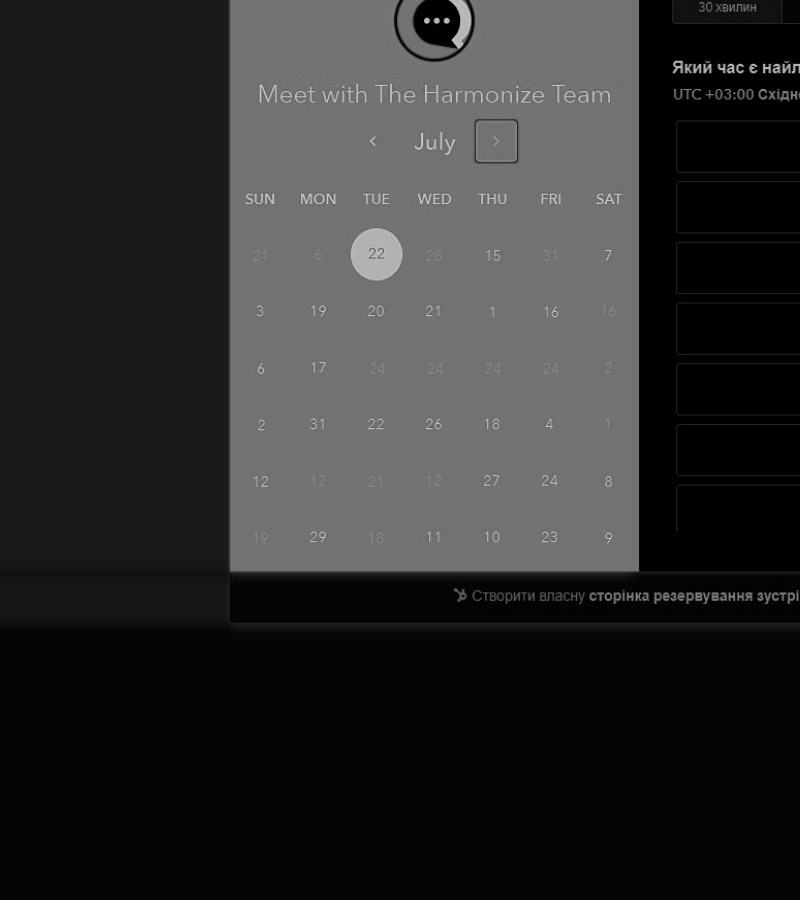 30 хвилин
Який час є найл
UTC +03:00 Східн
Meet with The Harmonize Team
July
SUN MON TUE WED THU FRI SAT
21 6 22 28 15 31 7
3 19 20 21 1 16 16
6 17 24 24 24 24 2
2 31 22 26 18 4 1
12 12 21 12 27 24 8
19 29 18 11 10 23 9
Створити власну сторінка резервування зустрі